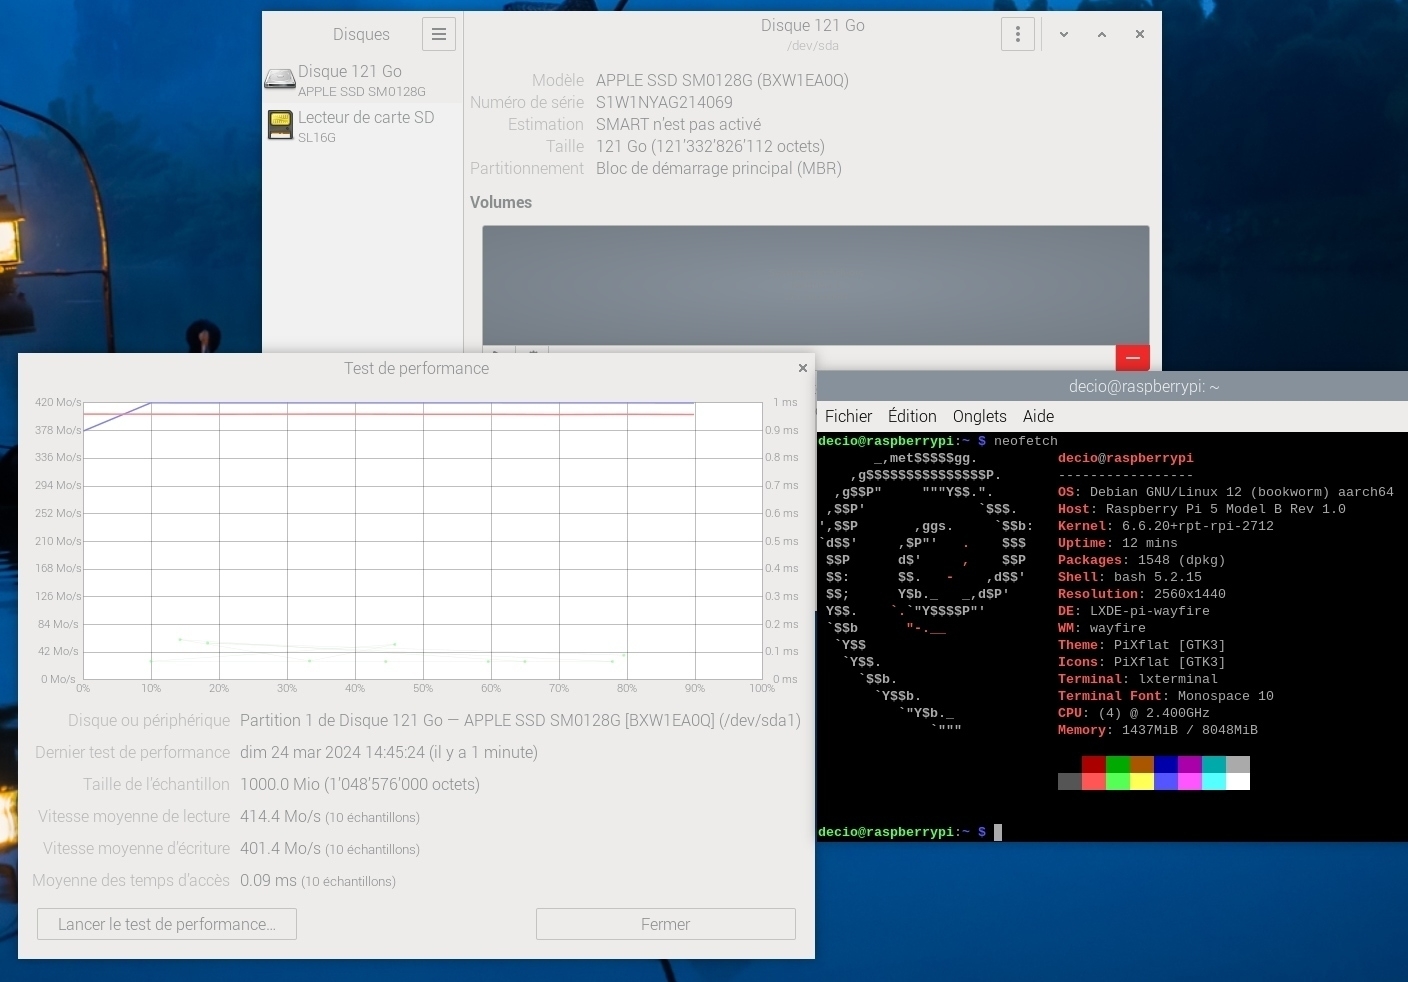 Disques
Disque 121 Go
/dev/sda
Disque 121 Go
APPLE SSD SM0128G
Lecteur de carte SD
SL16G
Modèle APPLE SSD SM0128G (BXW1EA0Q)
Numéro de série S1W1NYAG214069
Estimation SMART n’est pas activé
Taille 121 Go (121’332’826’112 octets)
Partitionnement Bloc de démarrage principal (MBR)
Volumes
Test de performance
420 Mo/s 1 ms
378 Mo/s 0.9 ms
336 Mo/s 0.8 ms
294 Mo/s 0.7 ms
252 Mo/s 0.6 ms
210 Mo/s 0.5 ms
168 Mo/s 0.4 ms
126 Mo/s 0.3 ms
84 Mo/s 0.2 ms
42 Mo/s 0.1 ms
0 Mo/s 0 ms
0% 10% 20% 30% 40% 50% 60% 70% 80% 90% 100%
Disque ou périphérique Partition 1 de Disque 121 Go — APPLE SSD SM0128G [BXW1EA0Q] (/dev/sda1)
Dernier test de performance dim 24 mar 2024 14:45:24 (il y a 1 minute)
Taille de l’échantillon 1000.0 Mio (1’048’576’000 octets)
Vitesse moyenne de lecture 414.4 Mo/s (10 échantillons)
Vitesse moyenne d’écriture 401.4 Mo/s (10 échantillons)
Moyenne des temps d’accès 0.09 ms (10 échantillons)
Lancer le test de performance…
Fermer
decio@raspberrypi: ~
Fichier Édition Onglets Aide
decio@raspberrypi:~ $ neofetch
_,met$$$$$gg. decio@raspberrypi
,g$$$$$$$$$$$$$$$P. -----------------
,g$$P" """Y$$.". OS: Debian GNU/Linux 12 (bookworm) aarch64
,$$P' `$$$. Host: Raspberry Pi 5 Model B Rev 1.0
',$$P ,ggs. `$$b: Kernel: 6.6.20+rpt-rpi-2712
`d$$' ,$P"' . $$$ Uptime: 12 mins
$$P d$' , $$P Packages: 1548 (dpkg)
$$: $$. - ,d$$' Shell: bash 5.2.15
$$; Y$b._ _,d$P' Resolution: 2560x1440
Y$$. `.`"Y$$$$P"' DE: LXDE-pi-wayfire
`$$b "-.__ WM: wayfire
`Y$$ Theme: PiXflat [GTK3]
`Y$$. Icons: PiXflat [GTK3]
`$$b. Terminal: lxterminal
`Y$$b. Terminal Font: Monospace 10
`"Y$b._ CPU: (4) @ 2.400GHz
`""" Memory: 1437MiB / 8048MiB
decio@raspberrypi:~ $